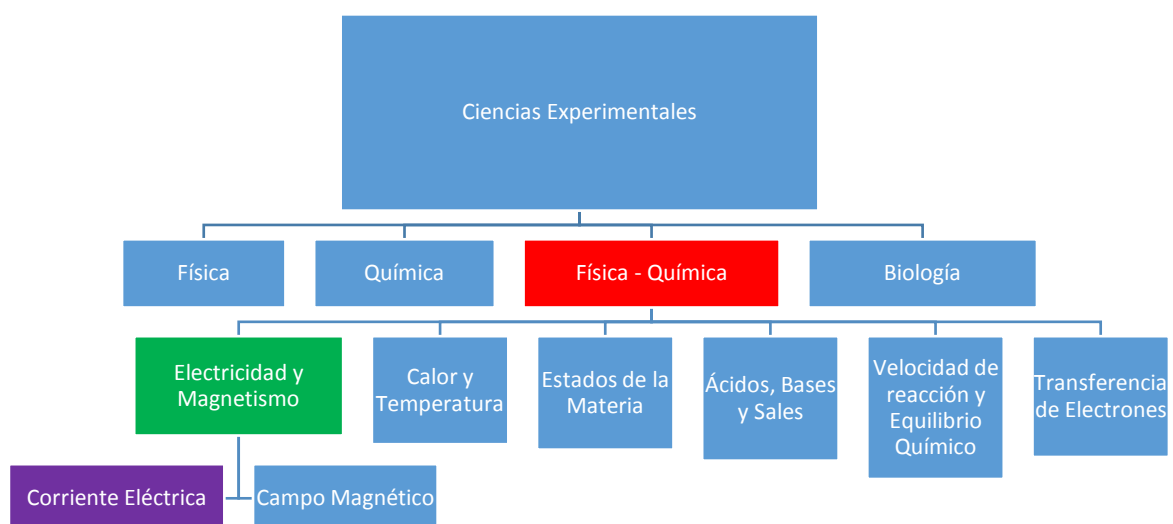 Ciencias Experimentales
Física
Química
Física - Química
Biología
Electricidad y
Magnetismo
Calor y
Temperatura
Estados de la
Materia
Ácidos, Bases
y Sales
Velocidad de
reacción y
Equilibrio
Químico
Transferencia
de Electrones
Corriente Eléctrica
Campo Magnético